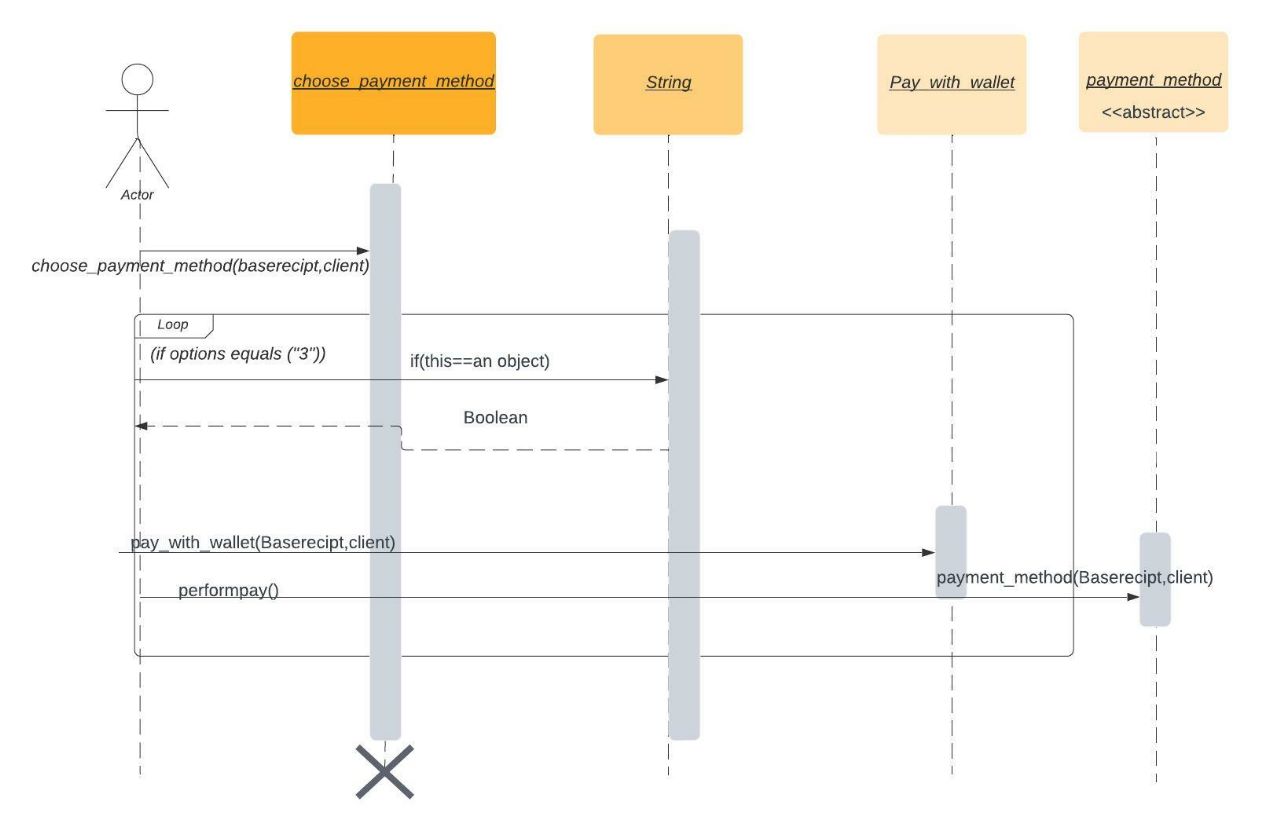 choose_payment_method
String
Pay_with_wallet
payment_method
<<abstract>>
Actor
choose_payment_method(baserecipt,client)
Loop
(if options equals ("3"))
if(this==an object)
Boolean
pay_with_wallet(Baserecipt,client)
payment_method(Baserecipt,client)
performpay()